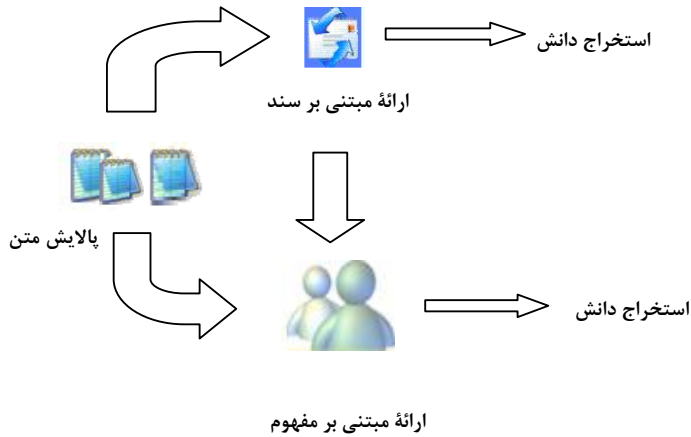 استخراج دانش
ارائهٔ مبتنی بر سند
پالایش متن
استخراج دانش
ارائهٔ مبتنی بر مفهوم